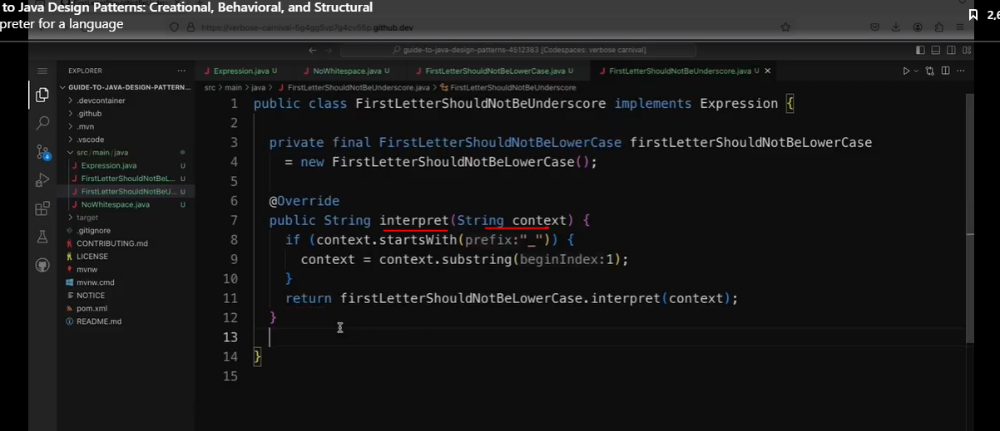 to Java Design Patterns: Creational, Behavioral, and Structural
preter for a language
2,6
https://verbose-carnival-5g4gg5vp7g4cv5p.github.dev
guide-to-java-design-patterns-4512383 [Codespaces: verbose carnival]
EXPLORER ...
J Expression.java U J NoWhitespace.java U J FirstLetterShouldNotBeLowerCase.java U J FirstLetterShouldNotBeUnderscore.java U
GUIDE-TO-JAVA-DESIGN-PATTERN...
src > main > java > J FirstLetterShouldNotBeUnderscore.java > FirstLetterShouldNotBeUnderscore
.devcontainer
.github
.mvn
.vscode
src/main/java
J Expression.java U
J FirstLetterShouldNotBeL... U
J FirstLetterShouldNotBeU... U
J NoWhitespace.java U
target
.gitignore
CONTRIBUTING.md
LICENSE
mvnw
mvnw.cmd
NOTICE
pom.xml
README.md
4
1 public class FirstLetterShouldNotBeUnderscore implements Expression {
2
3 private final FirstLetterShouldNotBeLowerCase firstLetterShouldNotBeLowerCase
4 = new FirstLetterShouldNotBeLowerCase();
5
6 @Override
7 public String interpret(String context) {
8 if (context.startsWith(prefix:"_")) {
9 context = context.substring(beginIndex:1);
10 }
11 return firstLetterShouldNotBeLowerCase.interpret(context);
12 }
13
14 }
15